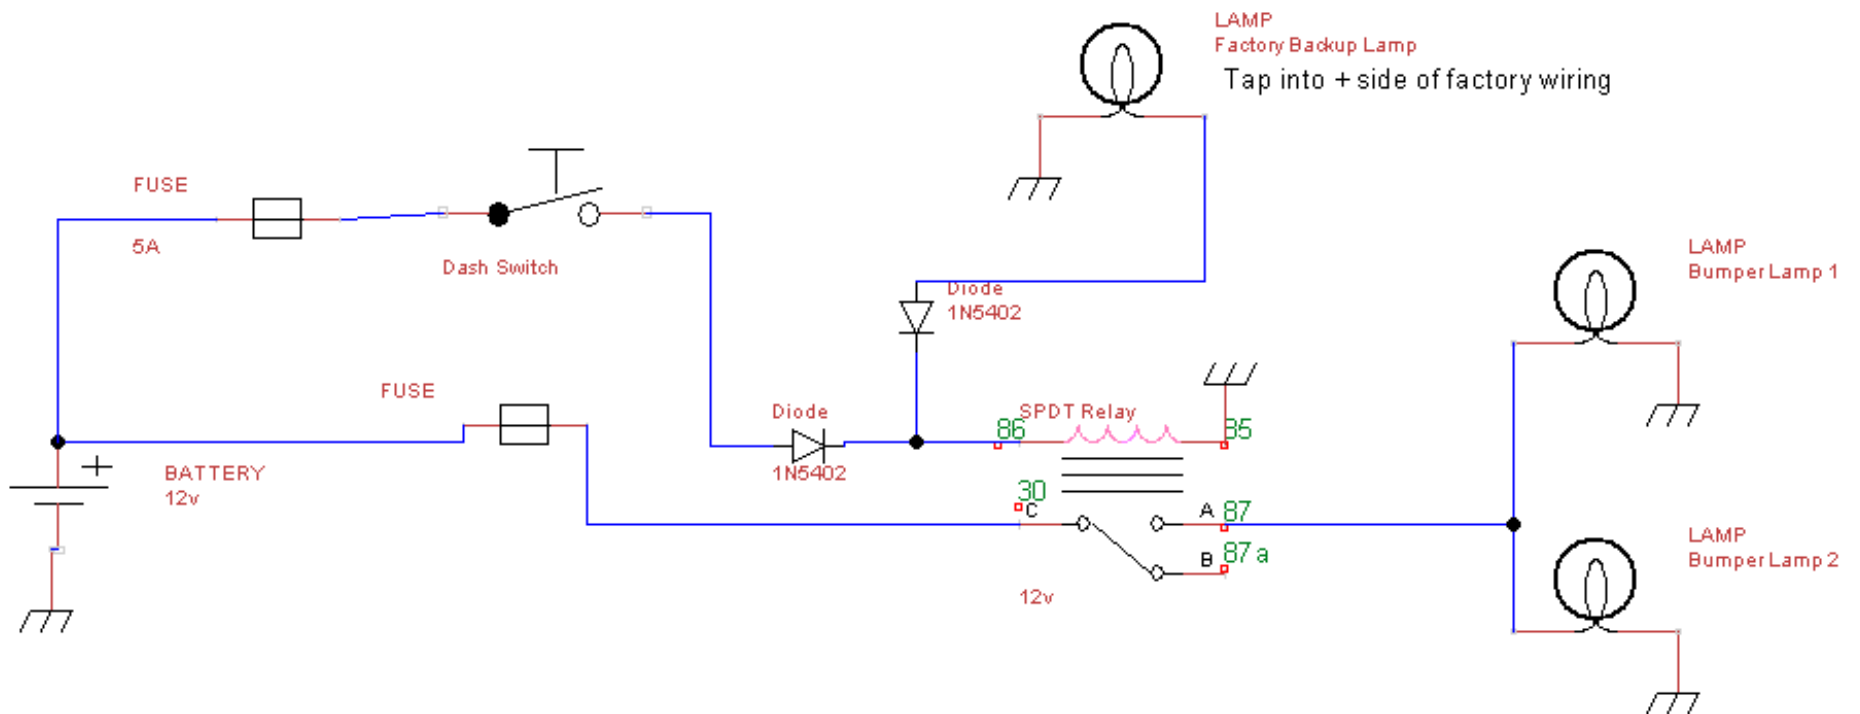 LAMP
Factory Backup Lamp
Tap into + side of factory wiring
FUSE
5A
Dash Switch
Diode
1N5402
LAMP
Bumper Lamp 1
FUSE
Diode
1N5402
SPDT Relay
86
85
BATTERY
12v
+
30
C
A
87
B
87a
12v
LAMP
Bumper Lamp 2